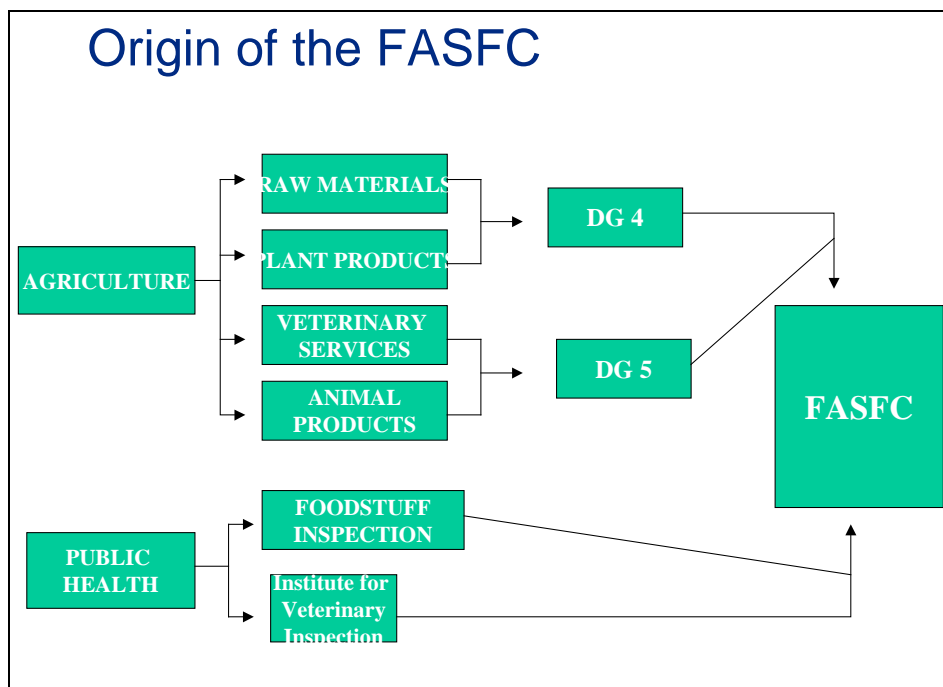 Origin of the FASFC
RAW MATERIALS
PLANT PRODUCTS
AGRICULTURE
VETERINARY
SERVICES
ANIMAL
PRODUCTS
DG 4
DG 5
FASFC
PUBLIC
HEALTH
FOODSTUFF
INSPECTION
Institute for
Veterinary
Inspection